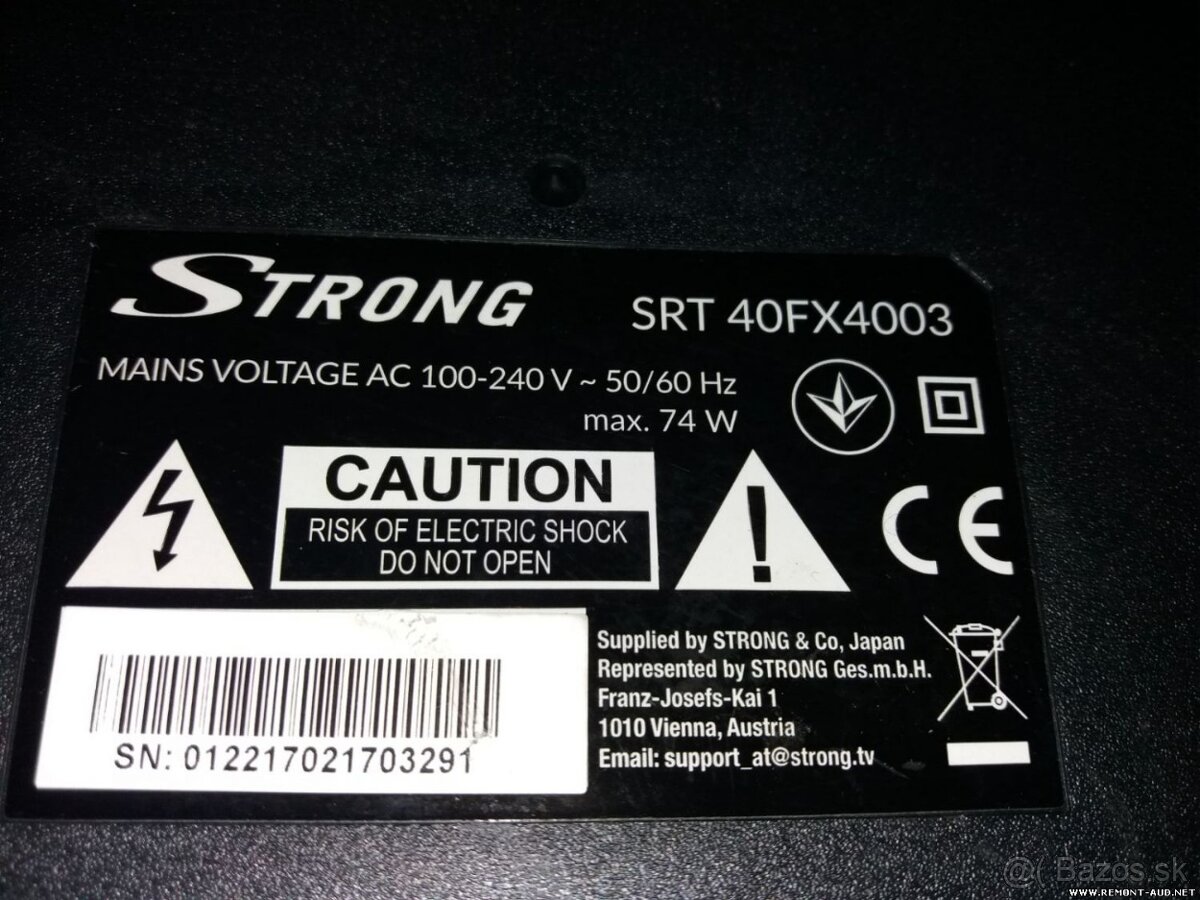 STRONG
SRT 40FX4003
MAINS VOLTAGE AC 100-240 V ~ 50/60 Hz
max. 74 W
CAUTION
RISK OF ELECTRIC SHOCK
DO NOT OPEN
CE
SN: 012217021703291
Supplied by STRONG & Co, Japan
Represented by STRONG Ges.m.b.H.
Franz-Josefs-Kai 1
1010 Vienna, Austria
Email: support_at@strong.tv
@( Bazos.sk
WWW.REMONT-AUD.NET